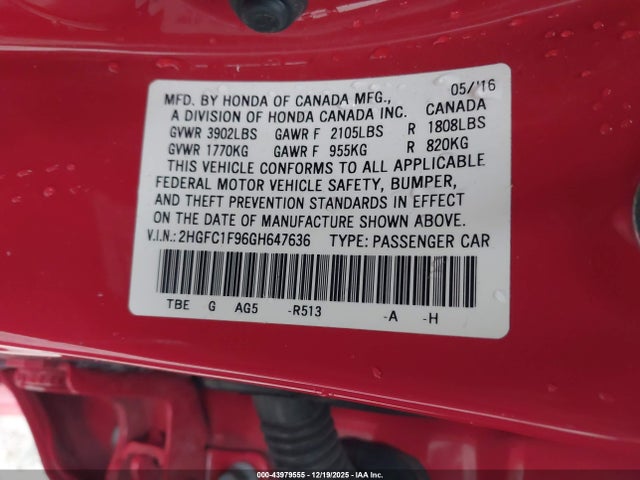 05/16
MFD. BY HONDA OF CANADA MFG., CANADA
A DIVISION OF HONDA CANADA INC.
GVWR 3902LBS GAWR F 2105LBS R 1808LBS
GVWR 1770KG GAWR F 955KG R 820KG
THIS VEHICLE CONFORMS TO ALL APPLICABLE
FEDERAL MOTOR VEHICLE SAFETY, BUMPER,
AND THEFT PREVENTION STANDARDS IN EFFECT
ON THE DATE OF MANUFACTURE SHOWN ABOVE.
V.I.N.: 2HGFC1F96GH647636 TYPE: PASSENGER CAR
TBE G AG5 -R513 -A -H
000-43979555 - 12/19/2025 - IAA Inc.